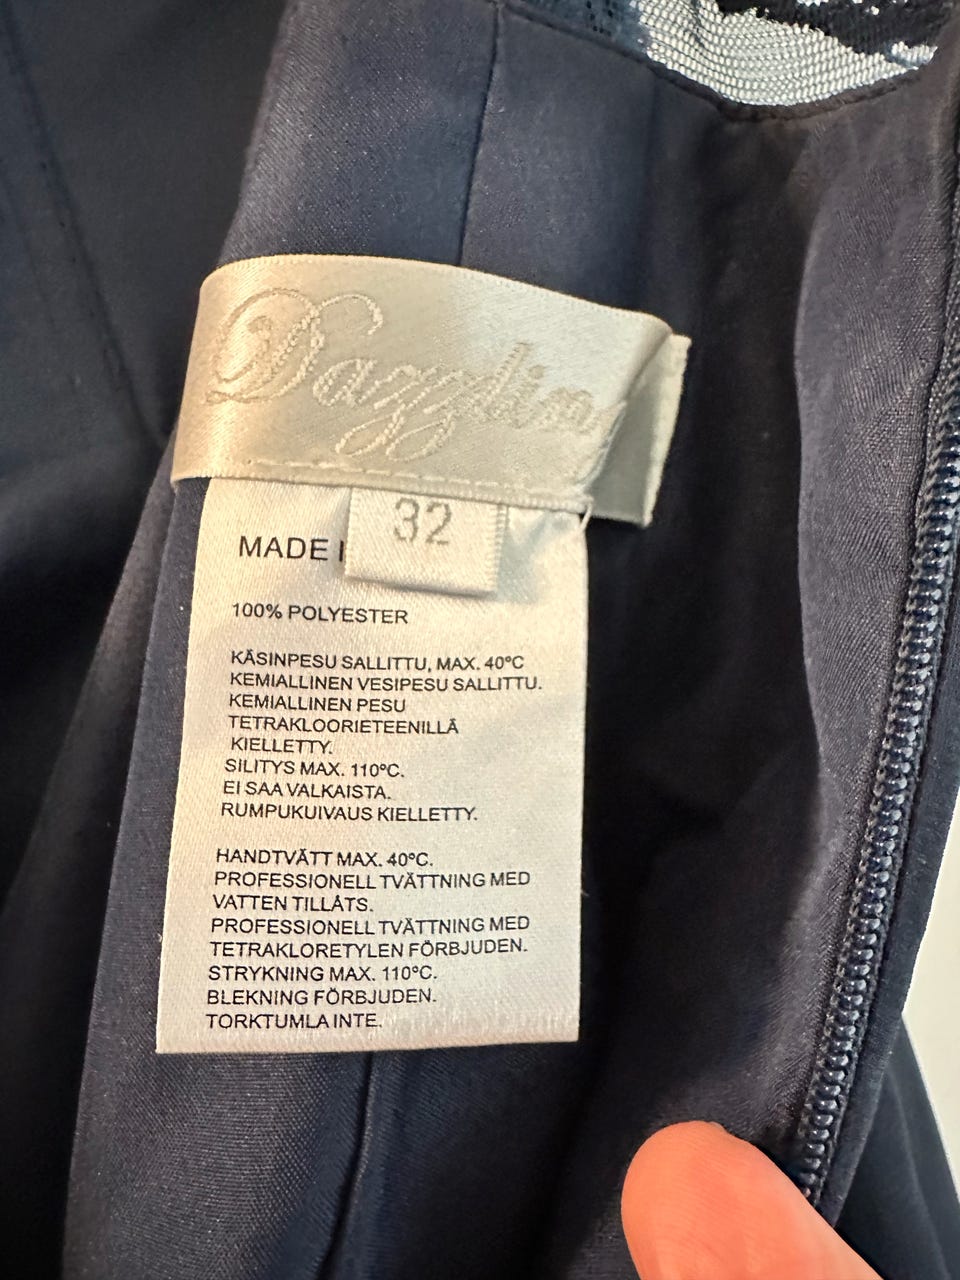 Dazzlin
32
MADE I
100% POLYESTER
KÄSINPESU SALLITTU, MAX. 40°C
KEMIALLINEN VESIPESU SALLITTU.
KEMIALLINEN PESU
TETRAKLOORIETEENILLÄ
KIELLETTY.
SILITYS MAX. 110°C.
EI SAA VALKAISTA.
RUMPUKUIVAUS KIELLETTY.
HANDTVÄTT MAX. 40°C.
PROFESSIONELL TVÄTTNING MED
VATTEN TILLÅTS.
PROFESSIONELL TVÄTTNING MED
TETRAKLORETYLEN FÖRBJUDEN.
STRYKNING MAX. 110°C.
BLEKNING FÖRBJUDEN.
TORKTUMLA INTE.